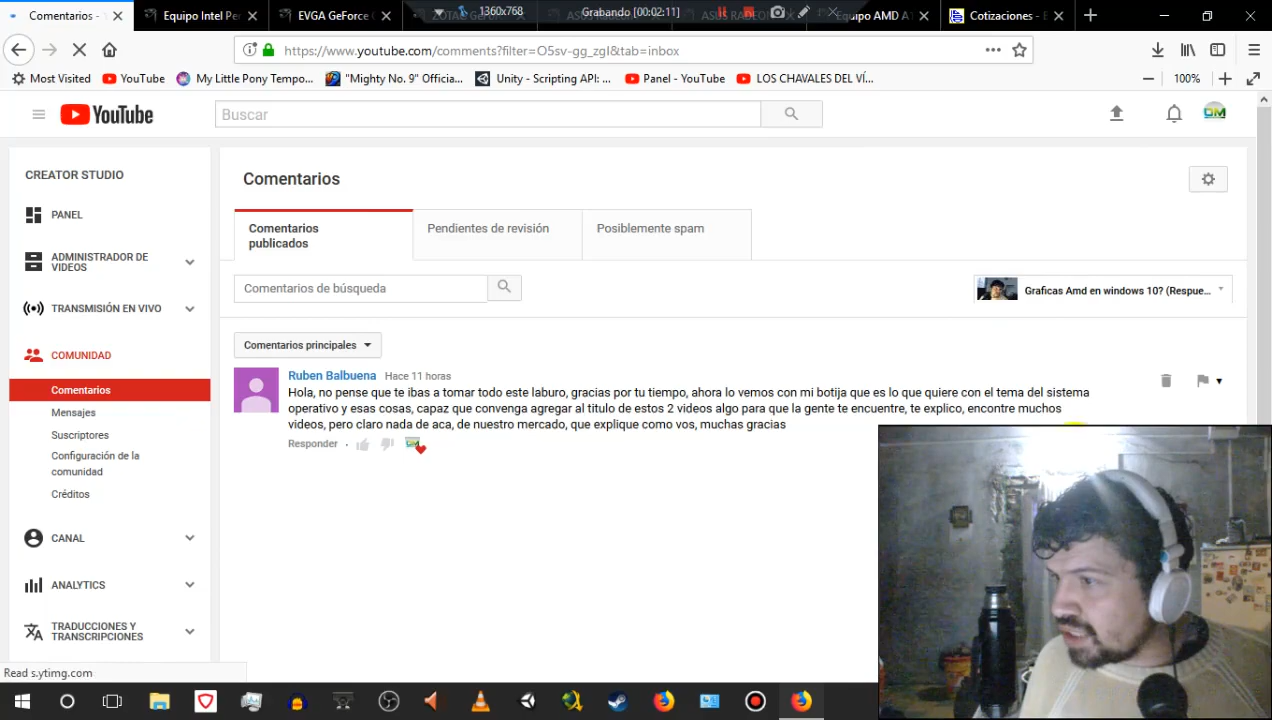 Comentarios - Y
Equipo Intel Pe
EVGA GeForce
1360x768
Grabando [00:02:11]
Equipo AMD A
Cotizaciones - B
https://www.youtube.com/comments?filter=O5sv-gg_zgI&tab=inbox
Most Visited
YouTube
My Little Pony Tempo...
"Mighty No. 9" Officia...
Unity - Scripting API: ...
Panel - YouTube
LOS CHAVALES DEL VÍ...
100%
YouTube
Buscar
DM
CREATOR STUDIO
PANEL
ADMINISTRADOR DE
VIDEOS
TRANSMISIÓN EN VIVO
COMUNIDAD
Comentarios
Mensajes
Suscriptores
Configuración de la
comunidad
Créditos
CANAL
ANALYTICS
TRADUCCIONES Y
TRANSCRIPCIONES
Comentarios
Comentarios
publicados
Pendientes de revisión
Posiblemente spam
Comentarios de búsqueda
Graficas Amd en windows 10? (Respue...
Comentarios principales
Ruben Balbuena Hace 11 horas
Hola, no pense que te ibas a tomar todo este laburo, gracias por tu tiempo, ahora lo vemos con mi botija que es lo que quiere con el tema del sistema
operativo y esas cosas, capaz que convenga agregar al titulo de estos 2 videos algo para que la gente te encuentre, te explico, encontre muchos
videos, pero claro nada de aca, de nuestro mercado, que explique como vos, muchas gracias
Responder
Read s.ytimg.com